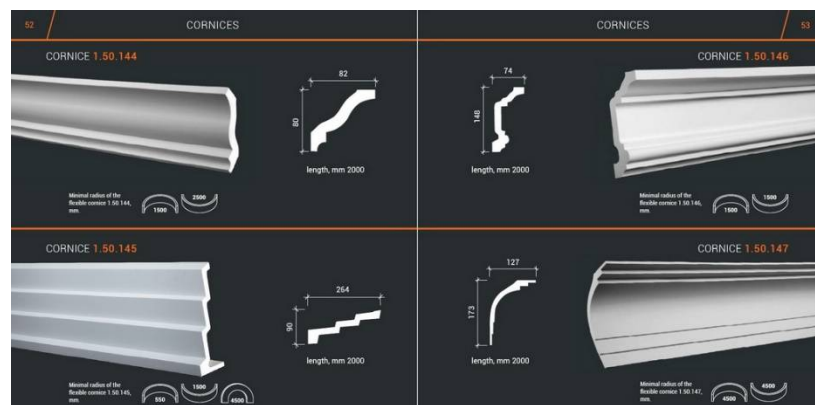 52
CORNICES
CORNICE 1.50.144
82
80
length, mm 2000
Minimal radius of the
flexible cornice 1.50.144,
mm.
1500
2500
CORNICE 1.50.145
264
90
length, mm 2000
Minimal radius of the
flexible cornice 1.50.145,
mm.
550
1500
4500
CORNICES
53
CORNICE 1.50.146
74
148
length, mm 2000
Minimal radius of the
flexible cornice 1.50.146,
mm.
1500
1500
CORNICE 1.50.147
127
173
length, mm 2000
Minimal radius of the
flexible cornice 1.50.147,
mm.
4500
4500